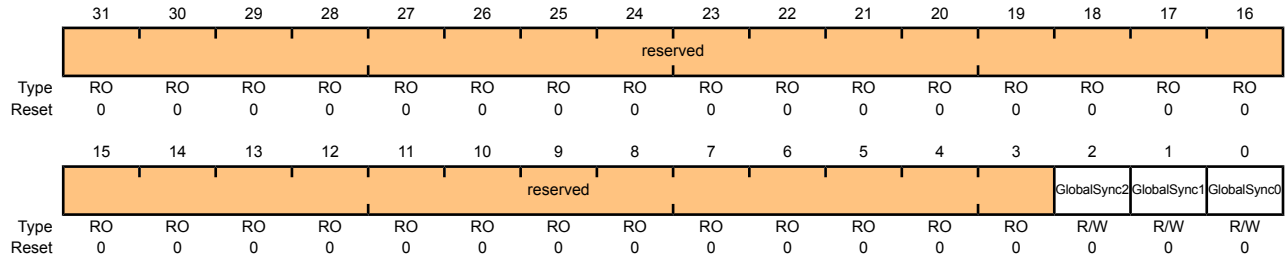 31 30 29 28 27 26 25 24 23 22 21 20 19 18 17 16
reserved
Type RO RO RO RO RO RO RO RO RO RO RO RO RO RO RO RO
Reset 0 0 0 0 0 0 0 0 0 0 0 0 0 0 0 0
15 14 13 12 11 10 9 8 7 6 5 4 3 2 1 0
reserved GlobalSync2 GlobalSync1 GlobalSync0
Type RO RO RO RO RO RO RO RO RO RO RO RO RO R/W R/W R/W
Reset 0 0 0 0 0 0 0 0 0 0 0 0 0 0 0 0